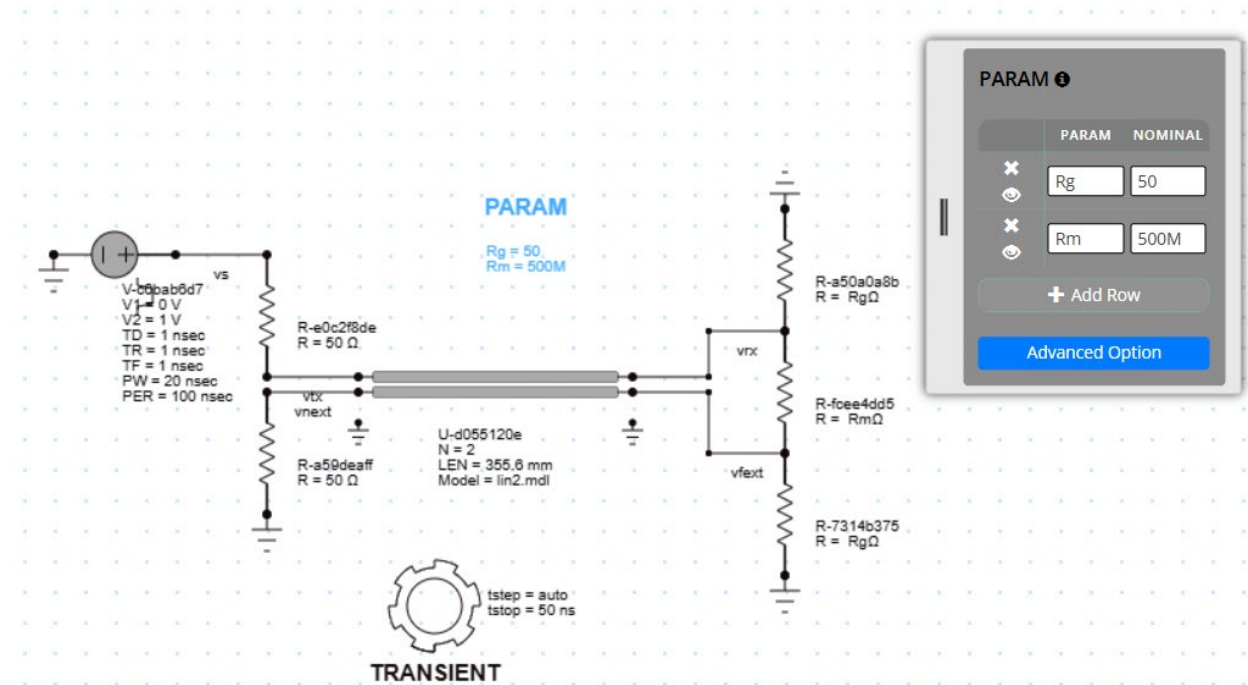 PARAM
PARAM NOMINAL
Rg 50
Rm 500M
Add Row
Advanced Option
PARAM
Rg = 50
Rm = 500M
vs
V-c6bab6d7
V1 = 0 V
V2 = 1 V
TD = 1 nsec
TR = 1 nsec
TF = 1 nsec
PW = 20 nsec
PER = 100 nsec
R-e0c2f8de
R = 50 Ω
vtx
vnext
R-a59deaff
R = 50 Ω
U-d055120e
N = 2
LEN = 355.6 mm
Model = lin2.mdl
R-a50a0a8b
R = RgΩ
vrx
R-fcee4dd5
R = RmΩ
vfext
R-7314b375
R = RgΩ
tstep = auto
tstop = 50 ns
TRANSIENT